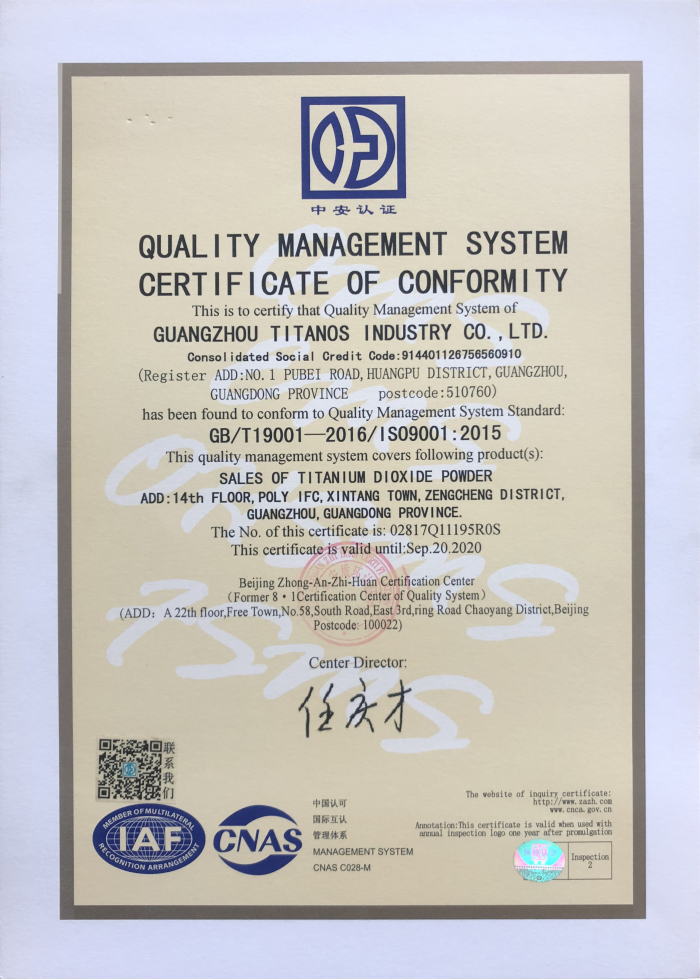 中安认证
QUALITY MANAGEMENT SYSTEM
CERTIFICATE OF CONFORMITY
This is to certify that Quality Management System of
GUANGZHOU TITANOS INDUSTRY CO.,LTD.
Consolidated Social Credit Code:914401126756560910
(Register ADD:NO.1 PUBEI ROAD,HUANGPU DISTRICT,GUANGZHOU,
GUANGDONG PROVINCE postcode:510760)
has been found to conform to Quality Management System Standard:
GB/T19001—2016/ISO9001:2015
This quality management system covers following product(s):
SALES OF TITANIUM DIOXIDE POWDER
ADD:14th FLOOR,POLY IFC,XINTANG TOWN,ZENGCHENG DISTRICT,
GUANGZHOU,GUANGDONG PROVINCE.
The No. of this certificate is: 02817Q11195R0S
This certificate is valid until:Sep.20.2020
Beijing Zhong-An-Zhi-Huan Certification Center
(Former 8·1Certification Center of Quality System)
(ADD: A 22th floor,Free Town,No.58,South Road,East 3rd,ring Road Chaoyang District,Beijing
Postcode: 100022)
Center Director:
任庆才
联系我们
MEMBER OF MULTILATERAL
IAF
RECOGNITION ARRANGEMENT
CNAS
中国认可
国际互认
管理体系
MANAGEMENT SYSTEM
CNAS C028-M
The website of inquiry certificate:
http://www.zazh.com
www.cnca.gov.cn
Annotation:This certificate is valid when used with
annual inspection logo one year after promulgation
Inspection
2